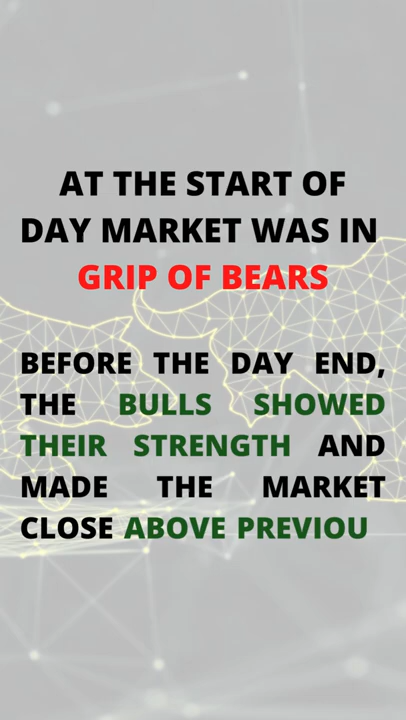 AT THE START OF
DAY MARKET WAS IN
GRIP OF BEARS
BEFORE THE DAY END,
THE BULLS SHOWED
THEIR STRENGTH AND
MADE THE MARKET
CLOSE ABOVE PREVIOU